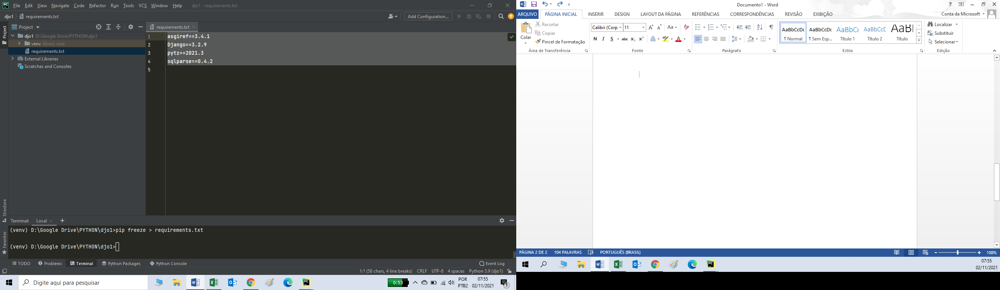 File Edit View Navigate Code Refactor Run Tools VCS Window Help djo1 - requirements.txt
djo1 requirements.txt Add Configuration...
Project
Project
requirements.txt
djo1 D:\Google Drive\PYTHON\djo1
venv library root
requirements.txt
External Libraries
Scratches and Consoles
1 asgiref==3.4.1
2 Django==3.2.9
3 pytz==2021.3
4 sqlparse==0.4.2
5
Structure
Favorites
Terminal: Local
(venv) D:\Google Drive\PYTHON\djo1>pip freeze > requirements.txt
(venv) D:\Google Drive\PYTHON\djo1>
TODO Problems Terminal Python Packages Python Console Event Log
1:1 (58 chars, 4 line breaks) CRLF UTF-8 4 spaces Python 3.9 (djo1)
Digite aqui para pesquisar
0:53
POR
PTB2
07:55
02/11/2021
1
Documento1 - Word
ARQUIVO PÁGINA INICIAL INSERIR DESIGN LAYOUT DA PÁGINA REFERÊNCIAS CORRESPONDÊNCIAS REVISÃO EXIBIÇÃO Conta da Microsoft
Colar
Recortar
Copiar
Pincel de Formatação
Área de Transferência
Calibri (Corp 11
Aa
N I S abc x₂ x²
Fonte
Parágrafo
AaBbCcDc AaBbCcDc AaBbCc AaBbCcD AaB
¶ Normal ¶ Sem Esp... Título 1 Título 2 Título
Estilo
Localizar
Substituir
Selecionar
Edição
PÁGINA 2 DE 2 104 PALAVRAS PORTUGUÊS (BRASIL) 108%
07:55
02/11/2021